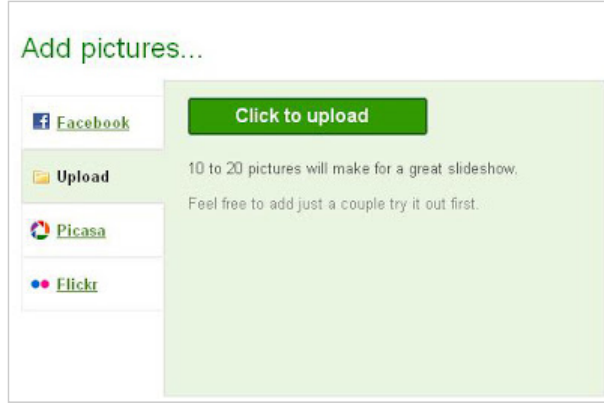 Add pictures...
Facebook
Click to upload
Upload
10 to 20 pictures will make for a great slideshow.
Feel free to add just a couple try it out first.
Picasa
Flickr